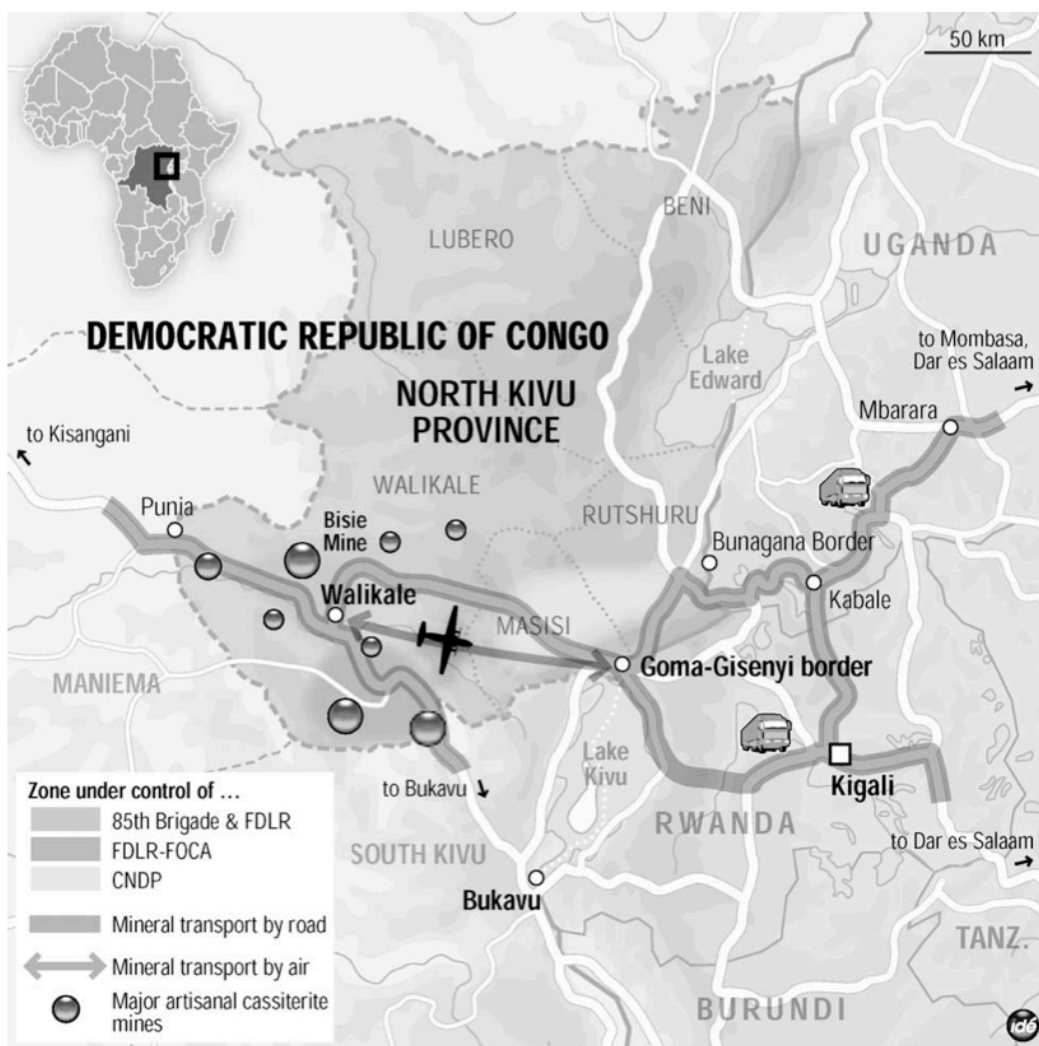 50 km
BENI
LUBERO
UGANDA
DEMOCRATIC REPUBLIC OF CONGO
to Mombasa,
Dar es Salaam
Lake
Edward
NORTH KIVU
PROVINCE
Mbarara
to Kisangani
WALIKALE
Punia
Bisie
Mine
RUTSHURU
Bunagana Border
Walikale
Kabale
MASISI
Goma-Gisenyi border
MANIEMA
Lake
Kivu
Kigali
to Bukavu
RWANDA
SOUTH KIVU
to Dar es Salaam
Bukavu
TANZ.
BURUNDI
Zone under control of ...
85th Brigade & FDLR
FDLR-FOCA
CNDP
Mineral transport by road
Mineral transport by air
Major artisanal cassiterite
mines
idé